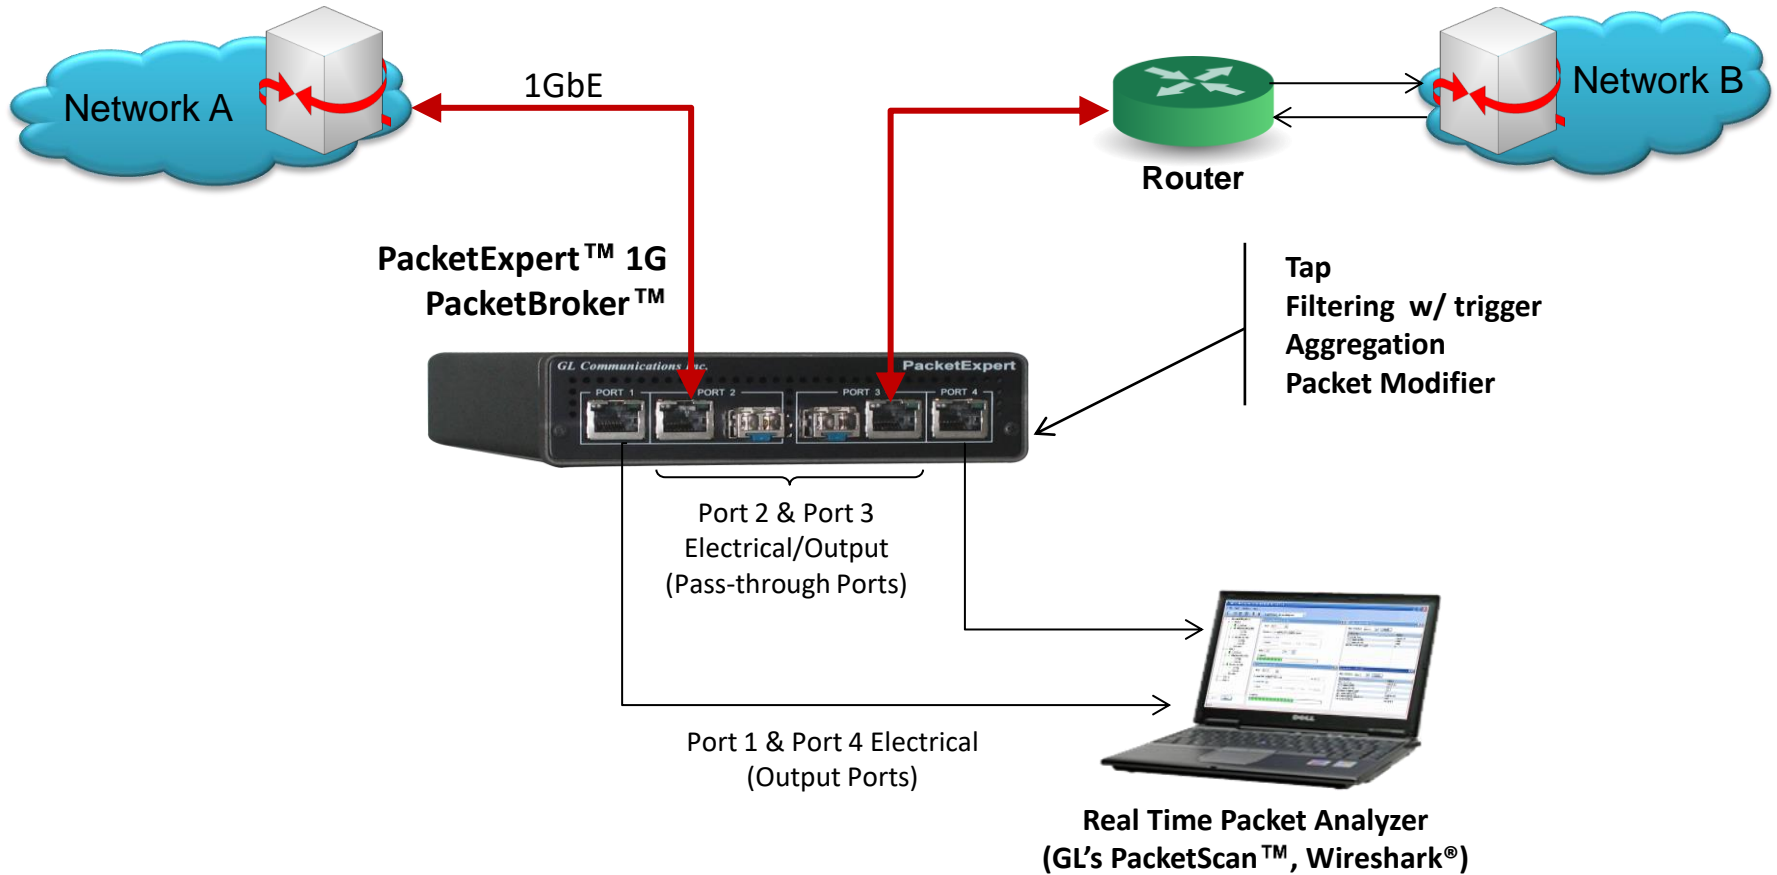 Network A
1GbE
Network B
Router
PacketExpert™ 1G
PacketBroker™
Tap
Filtering w/ trigger
Aggregation
Packet Modifier
GL Communications Inc.
PacketExpert
PORT 1
PORT 2
PORT 3
PORT 4
Port 2 & Port 3
Electrical/Output
(Pass-through Ports)
Port 1 & Port 4 Electrical
(Output Ports)
DELL
Real Time Packet Analyzer
(GL's PacketScan™, Wireshark®)